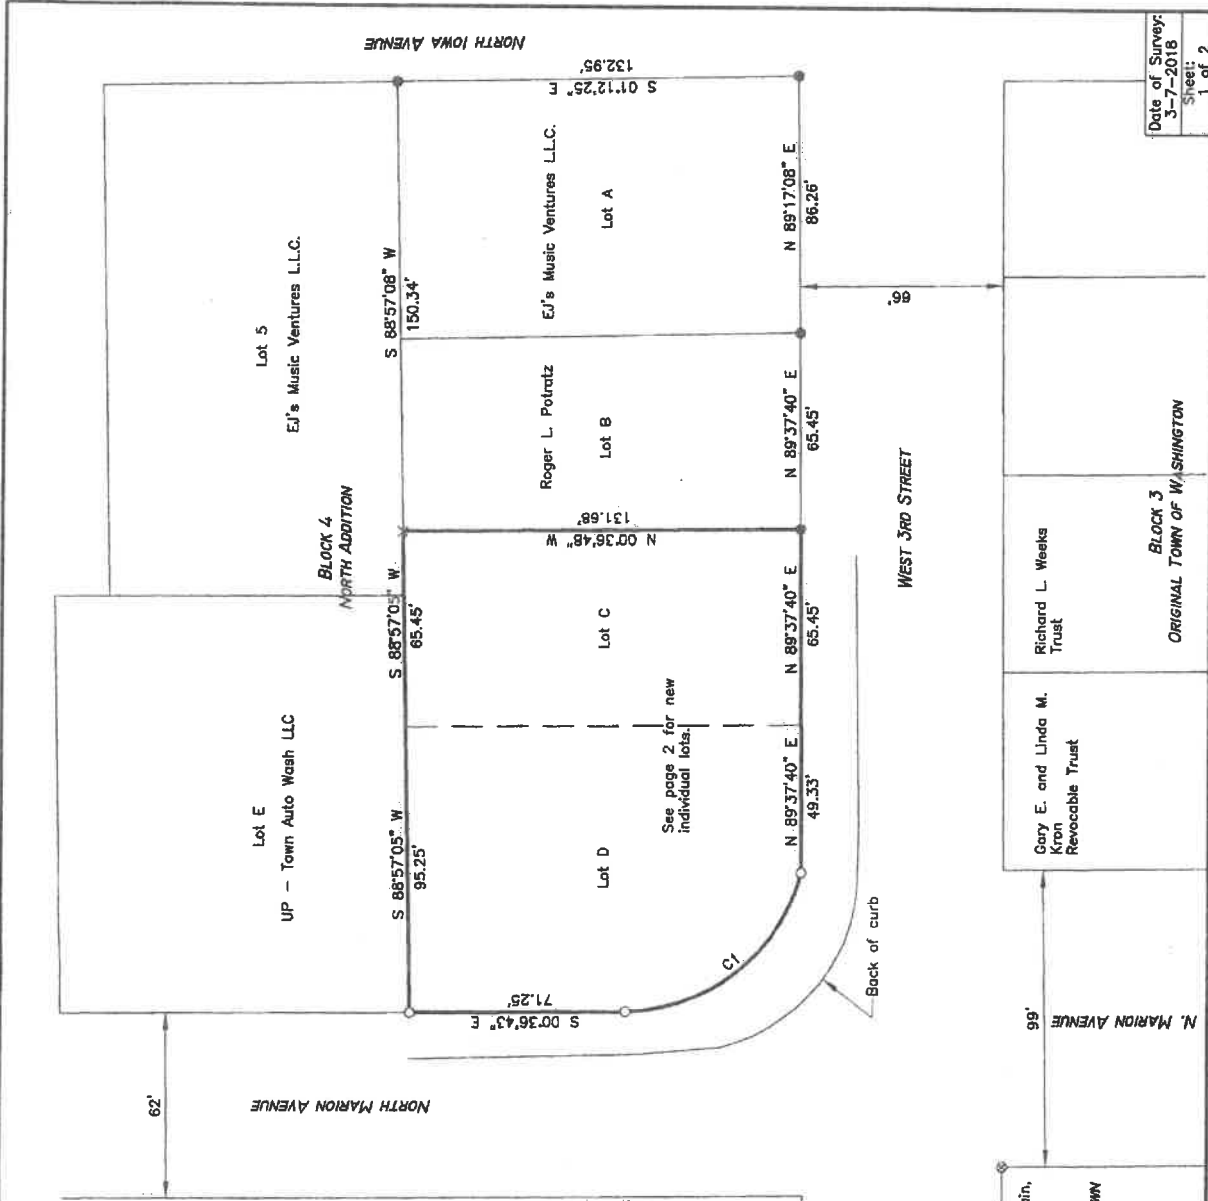 NORTH IOWA AVENUE
Date of Survey:
3-7-2018
Sheet:
1 of 2
S 01°12'25" E
132.95'
Lot 5
EJ's Music Ventures L.L.C.
BLOCK 4
NORTH ADDITION
S 88°57'08" W
150.34'
EJ's Music Ventures L.L.C.
Lot A
N 89°17'08" E
86.26'
Roger L. Potratz
Lot B
N 89°37'40" E
65.45'
N 00°36'48" W
131.68'
66'
S 88°57'05" W
65.45'
Lot C
N 89°37'40" E
65.45'
WEST 3RD STREET
Lot E
UP - Town Auto Wash LLC
S 88°57'05" W
95.25'
See page 2 for new
individual lots.
Lot D
N 89°37'40" E
49.33'
C1
S 00°36'43" E
71.25'
Back of curb
62'
NORTH MARION AVENUE
BLOCK 3
ORIGINAL TOWN OF WASHINGTON
Richard L. Weeks
Trust
Gary E. and Linda M.
Kron
Revocable Trust
99'
N. MARION AVENUE